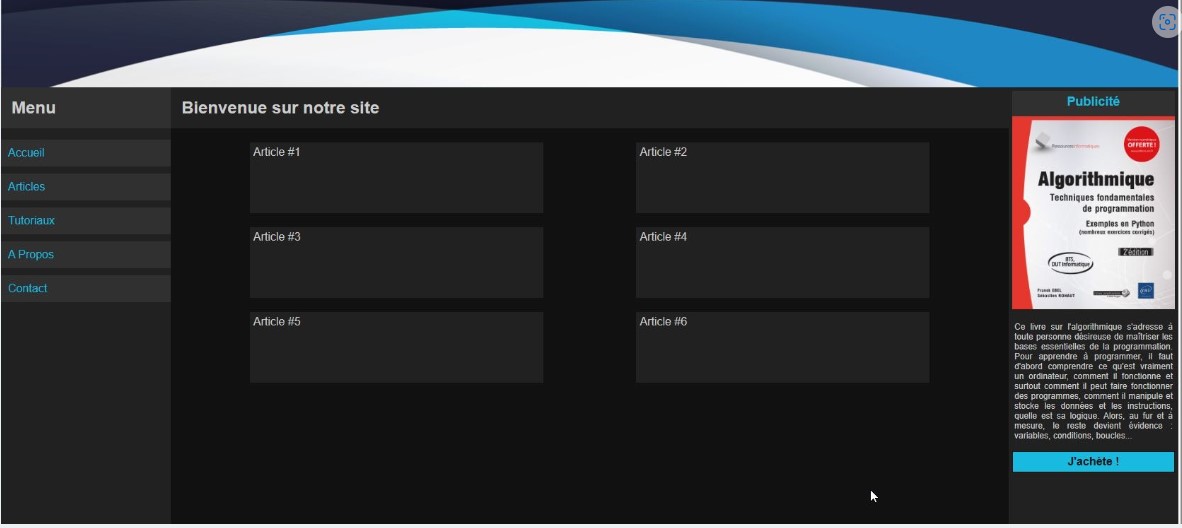 Menu
Accueil
Articles
Tutoriaux
A Propos
Contact
Bienvenue sur notre site
Article #1
Article #2
Article #3
Article #4
Article #5
Article #6
Publicité
OFFERTE !
Algorithmique
Techniques fondamentales
de programmation
Exemples en Python
(nombreux exercices corrigés)
BTS,
DUT informatique
2e édition
Franck EBEL
Sébastien ROHAUT
Ce livre sur l'algorithmique s'adresse à
toute personne désireuse de maîtriser les
bases essentielles de la programmation.
Pour apprendre à programmer, il faut
d'abord comprendre ce qu'est vraiment
un ordinateur, comment il fonctionne et
surtout comment il peut faire fonctionner
des programmes, comment il manipule et
stocke les données et les instructions,
quelle est sa logique. Alors, au fur et à
mesure, le reste devient évidence :
variables, conditions, boucles...
J'achète !